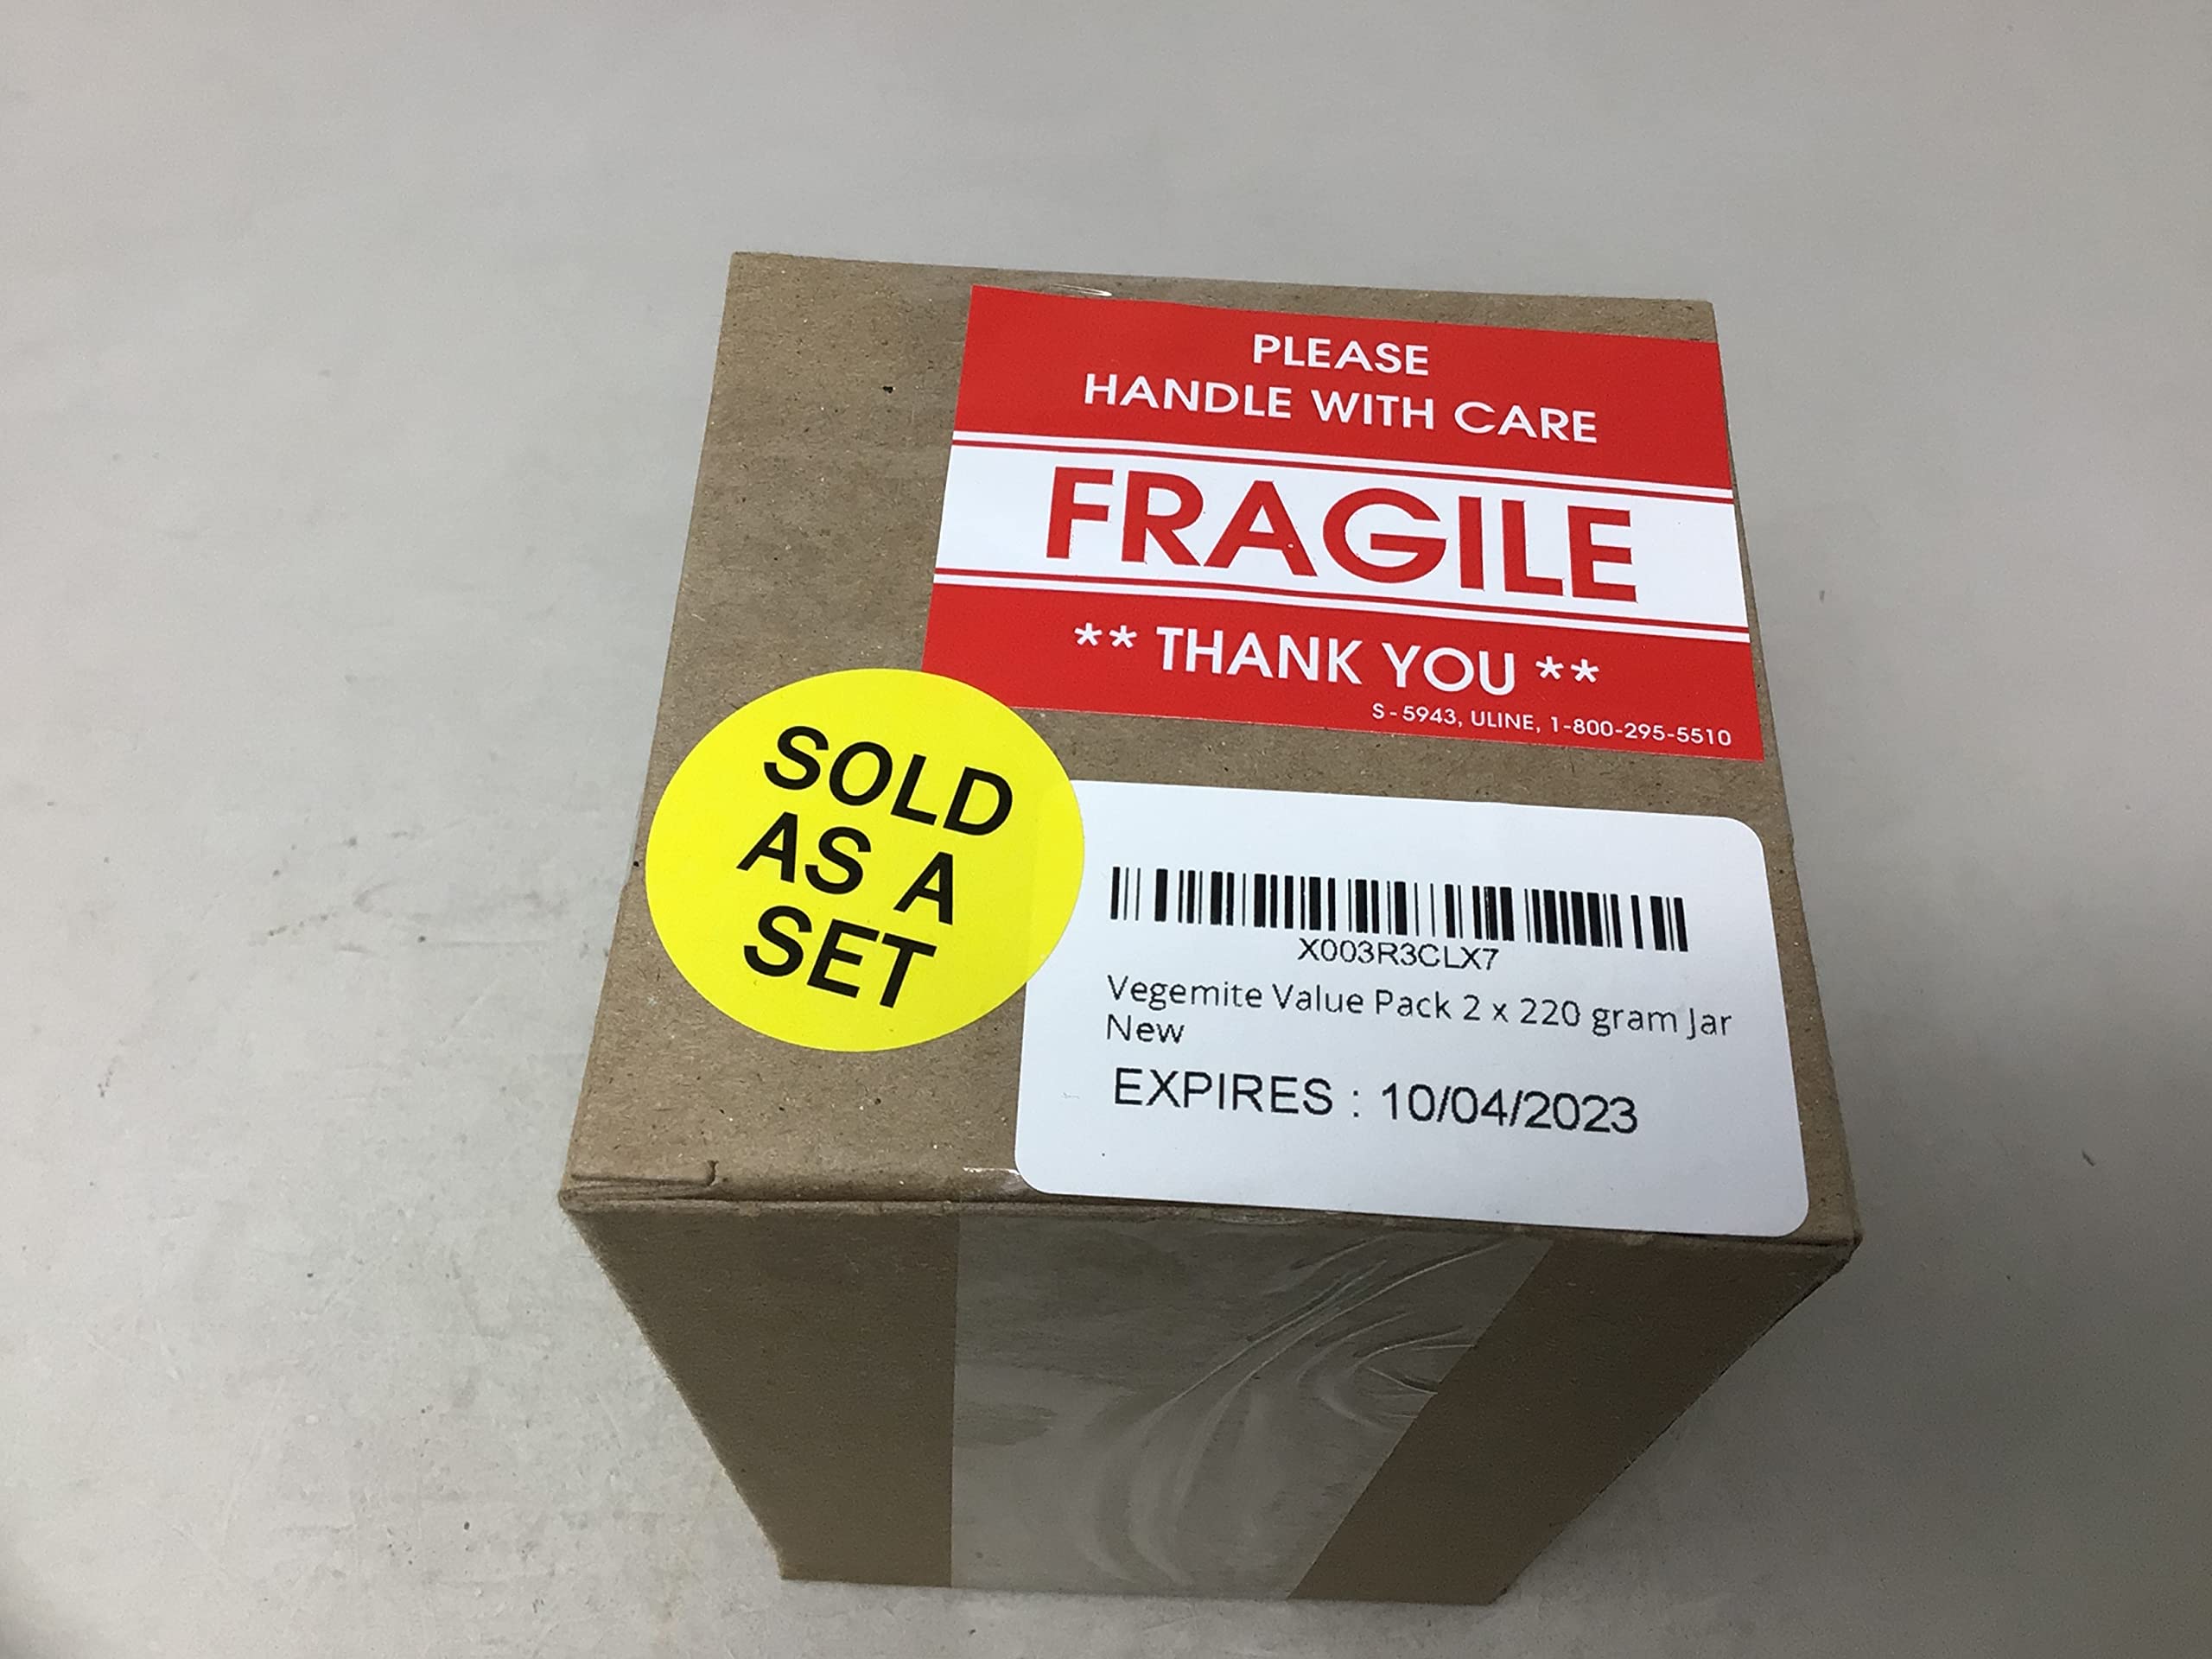 PLEASE
HANDLE WITH CARE
FRAGILE
** THANK YOU **
S-5943, ULINE, 1-800-295-5510
SOLD
AS A
SET
X003R3CLX7
Vegemite Value Pack 2 x 220 gram Jar
New
EXPIRES : 10/04/2023